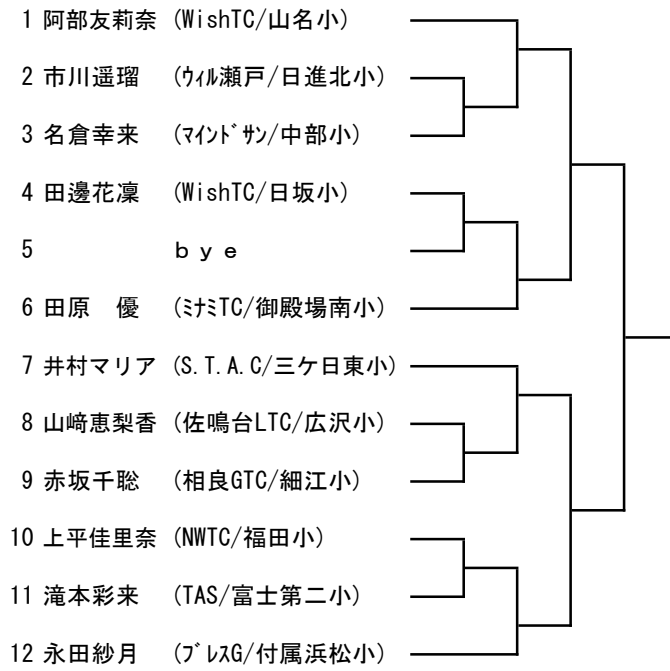 1 阿部友莉奈 (WishTC/山名小)
2 市川遥瑠 (ｳｨﾙ瀬戸/日進北小)
3 名倉幸来 (ﾏｲﾝﾄﾞｻﾝ/中部小)
4 田邊花凜 (WishTC/日坂小)
5 ｂｙｅ
6 田原　優 (ﾐﾅﾐTC/御殿場南小)
7 井村マリア (S.T.A.C/三ケ日東小)
8 山﨑恵梨香 (佐鳴台LTC/広沢小)
9 赤坂千聡 (相良GTC/細江小)
10 上平佳里奈 (NWTC/福田小)
11 滝本彩来 (TAS/富士第二小)
12 永田紗月 (ﾌﾞﾚｽG/付属浜松小)